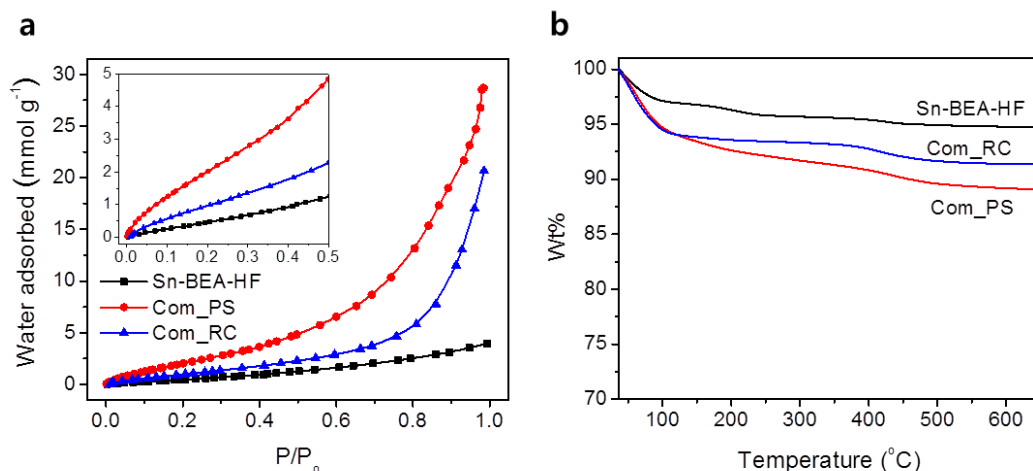 a
b
Water adsorbed (mmol g⁻¹)
30
25
20
15
10
5
0
5
4
3
2
1
0
0.0 0.1 0.2 0.3 0.4 0.5
Sn-BEA-HF
Com_PS
Com_RC
0.0 0.2 0.4 0.6 0.8 1.0
P/P₀
Wt%
100
95
90
85
80
75
70
Sn-BEA-HF
Com_RC
Com_PS
100 200 300 400 500 600
Temperature (°C)